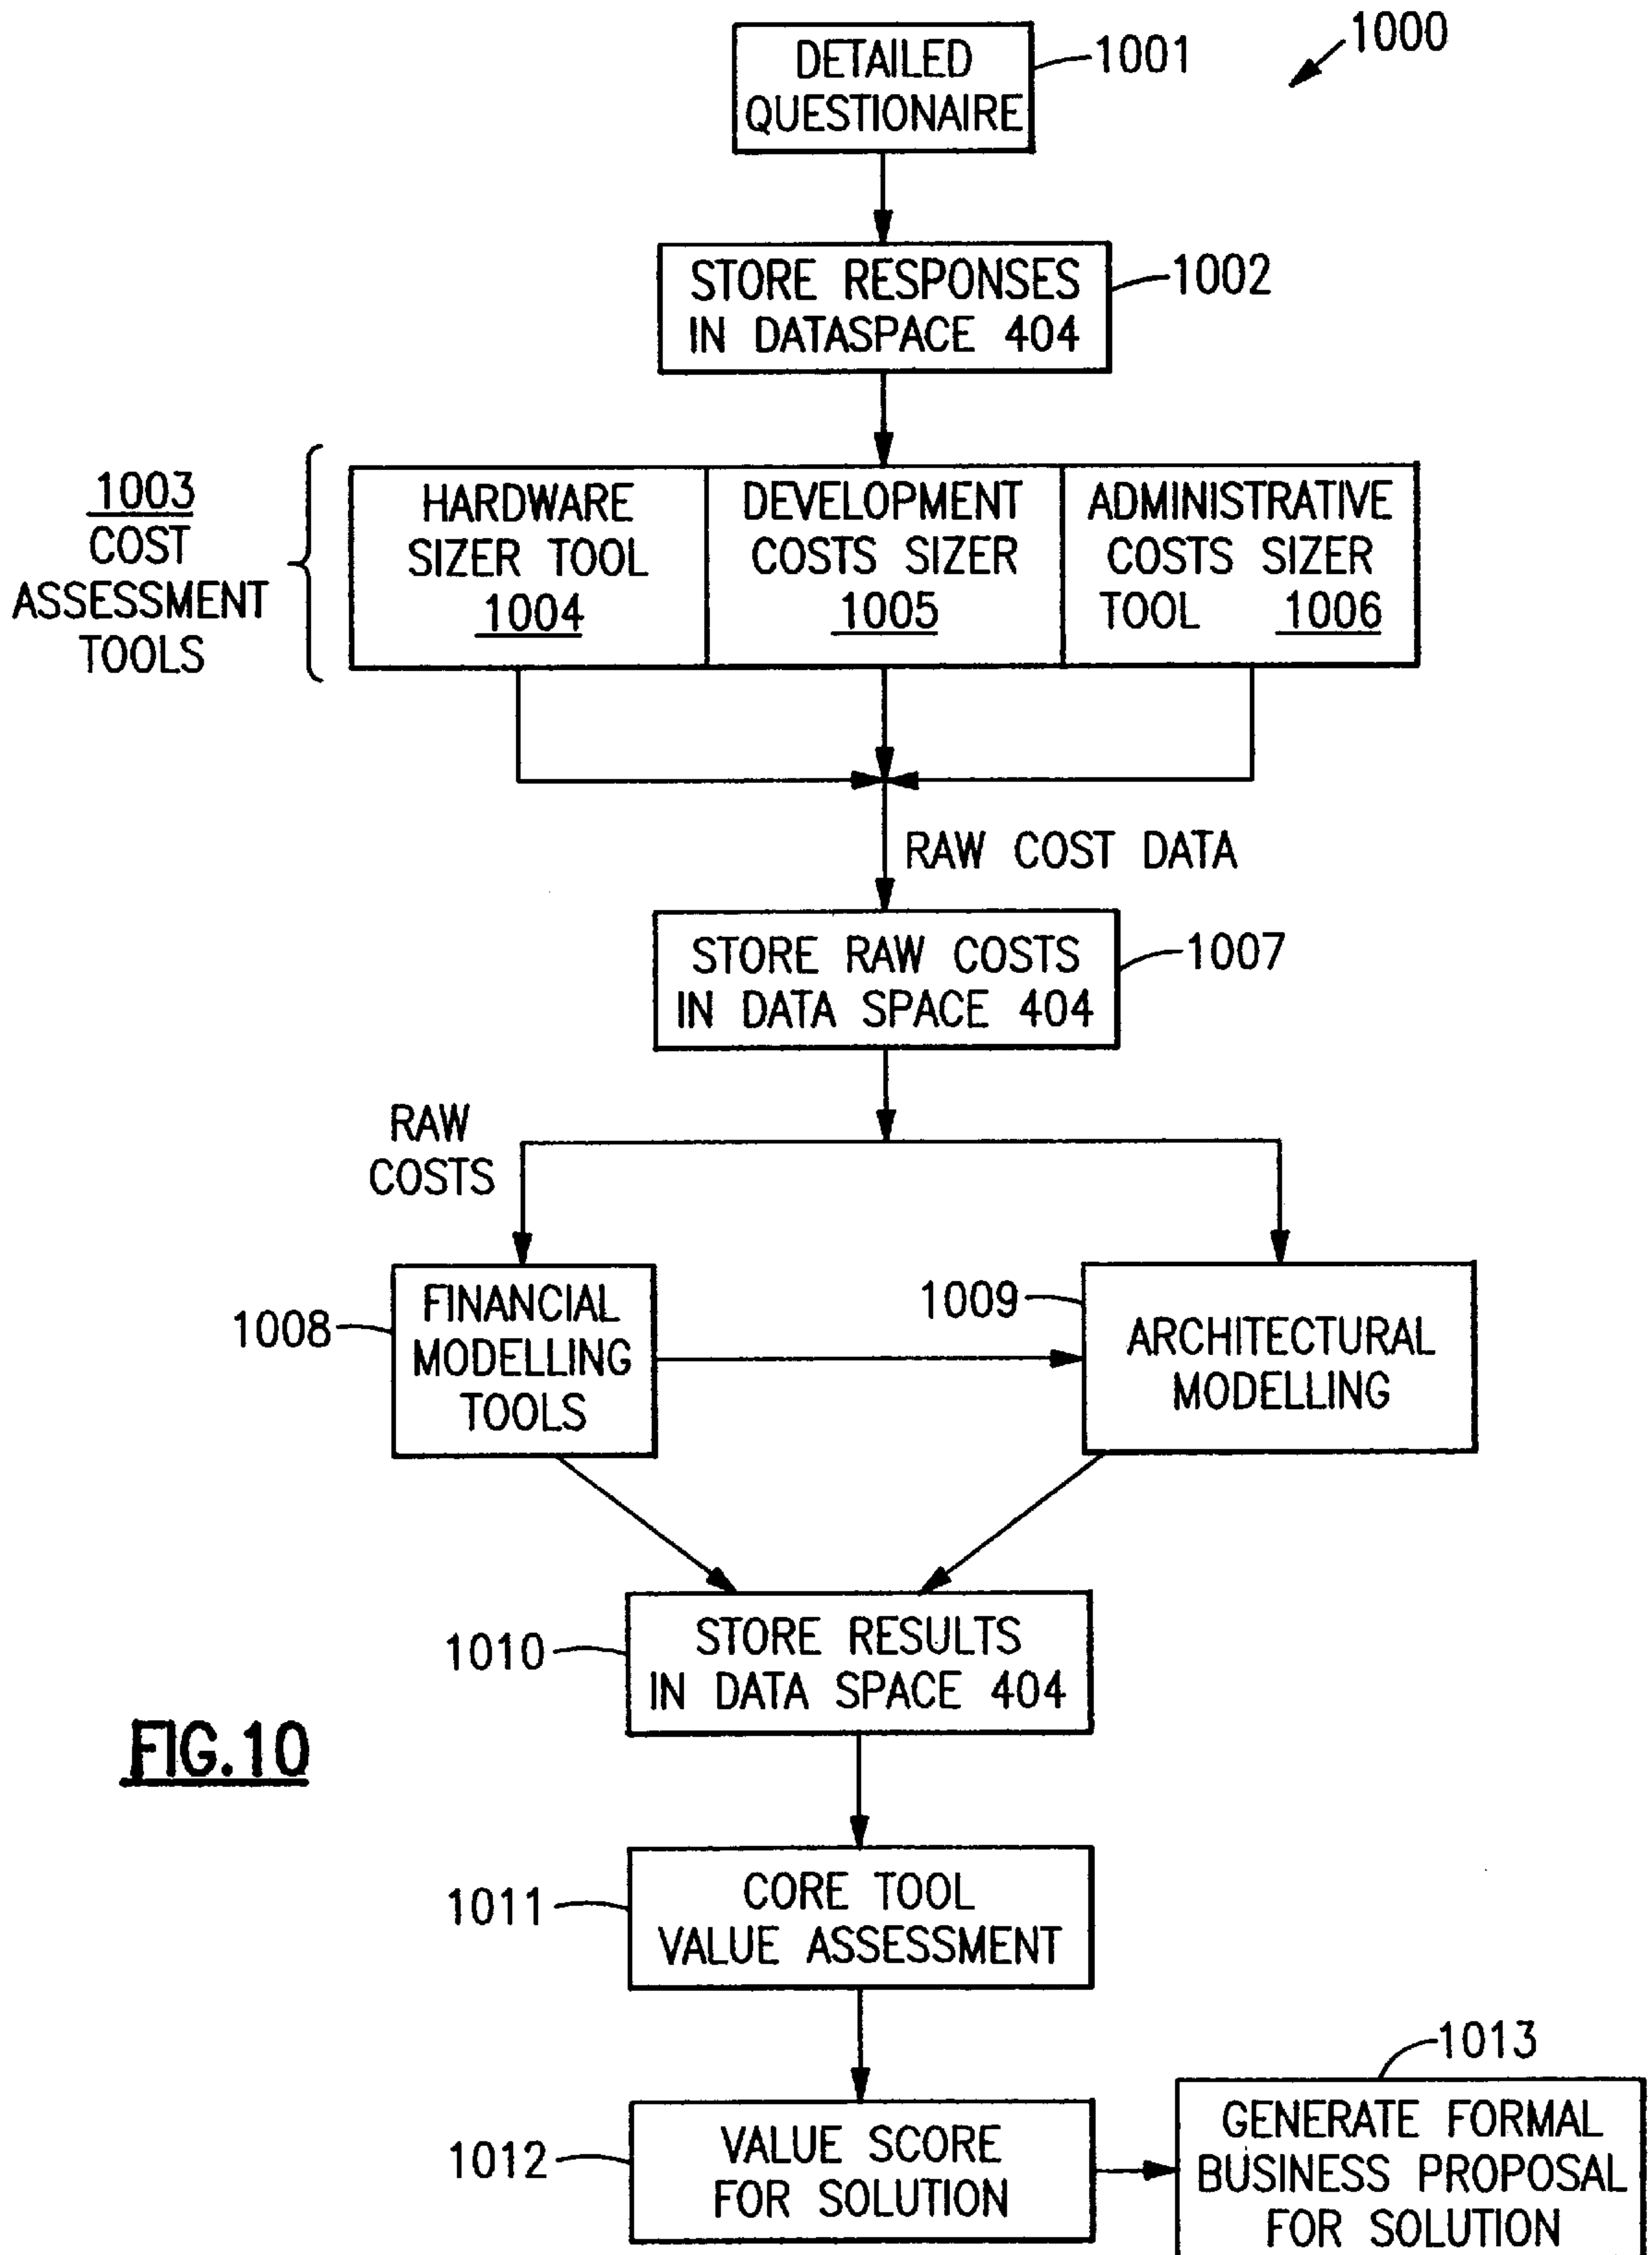 1000
DETAILED
QUESTIONAIRE
1001
STORE RESPONSES
IN DATASPACE 404
1002
1003
COST
ASSESSMENT
TOOLS
HARDWARE
SIZER TOOL
1004
DEVELOPMENT
COSTS SIZER
1005
ADMINISTRATIVE
COSTS SIZER
TOOL 1006
RAW COST DATA
STORE RAW COSTS
IN DATA SPACE 404
1007
RAW
COSTS
1008
FINANCIAL
MODELLING
TOOLS
1009
ARCHITECTURAL
MODELLING
1010
STORE RESULTS
IN DATA SPACE 404
FIG.10
1011
CORE TOOL
VALUE ASSESSMENT
1012
VALUE SCORE
FOR SOLUTION
1013
GENERATE FORMAL
BUSINESS PROPOSAL
FOR SOLUTION